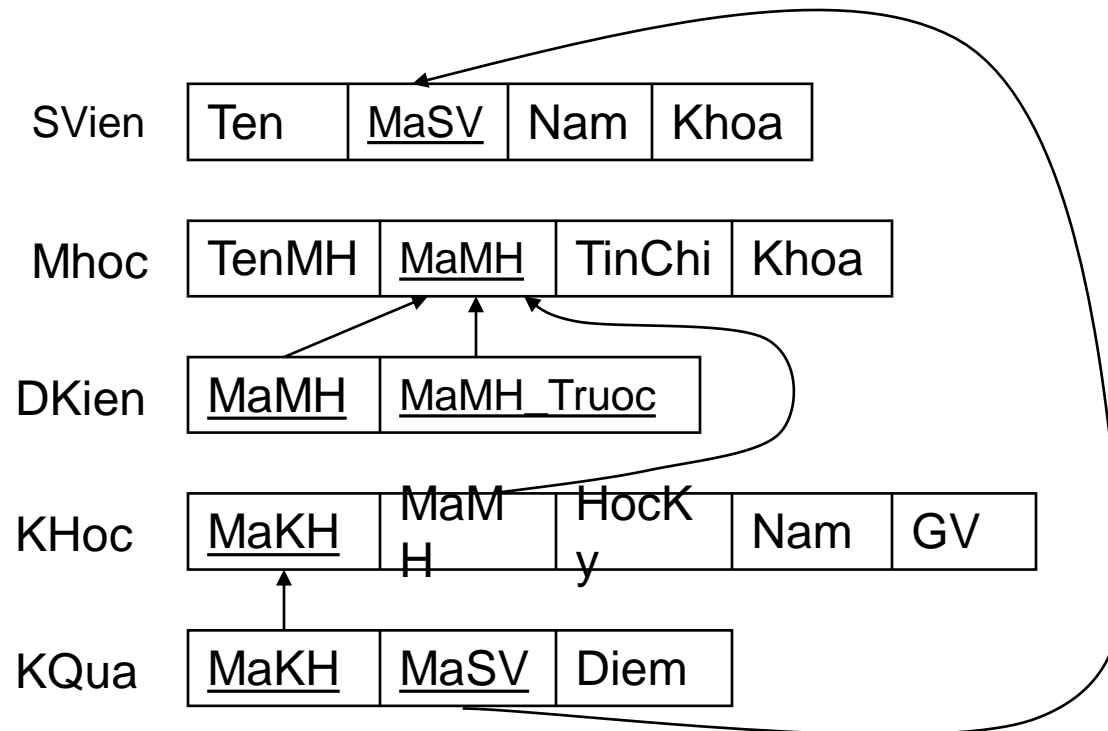 SVien Ten MaSV Nam Khoa
Mhoc TenMH MaMH TinChi Khoa
DKien MaMH MaMH_Truoc
KHoc MaKH MaM HocK Nam GV
H y
KQua MaKH MaSV Diem